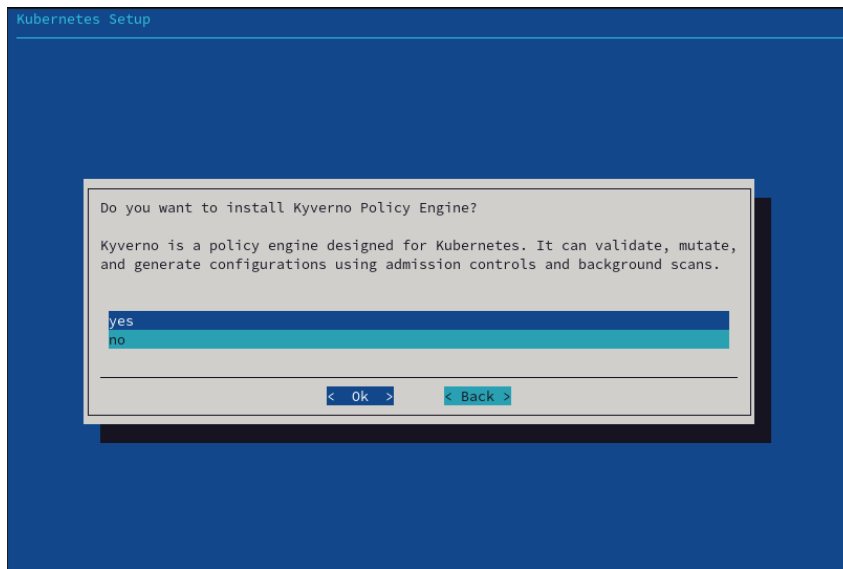 Kubernetes Setup
Do you want to install Kyverno Policy Engine?
Kyverno is a policy engine designed for Kubernetes. It can validate, mutate,
and generate configurations using admission controls and background scans.
yes
no
< Ok > < Back >